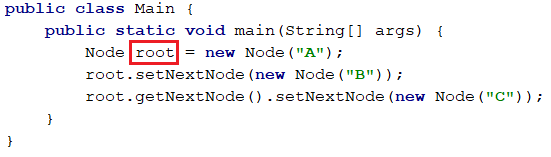 public class Main {
    public static void main(String[] args) {
        Node root = new Node("A");
        root.setNextNode(new Node("B"));
        root.getNextNode().setNextNode(new Node("C"));
    }
}